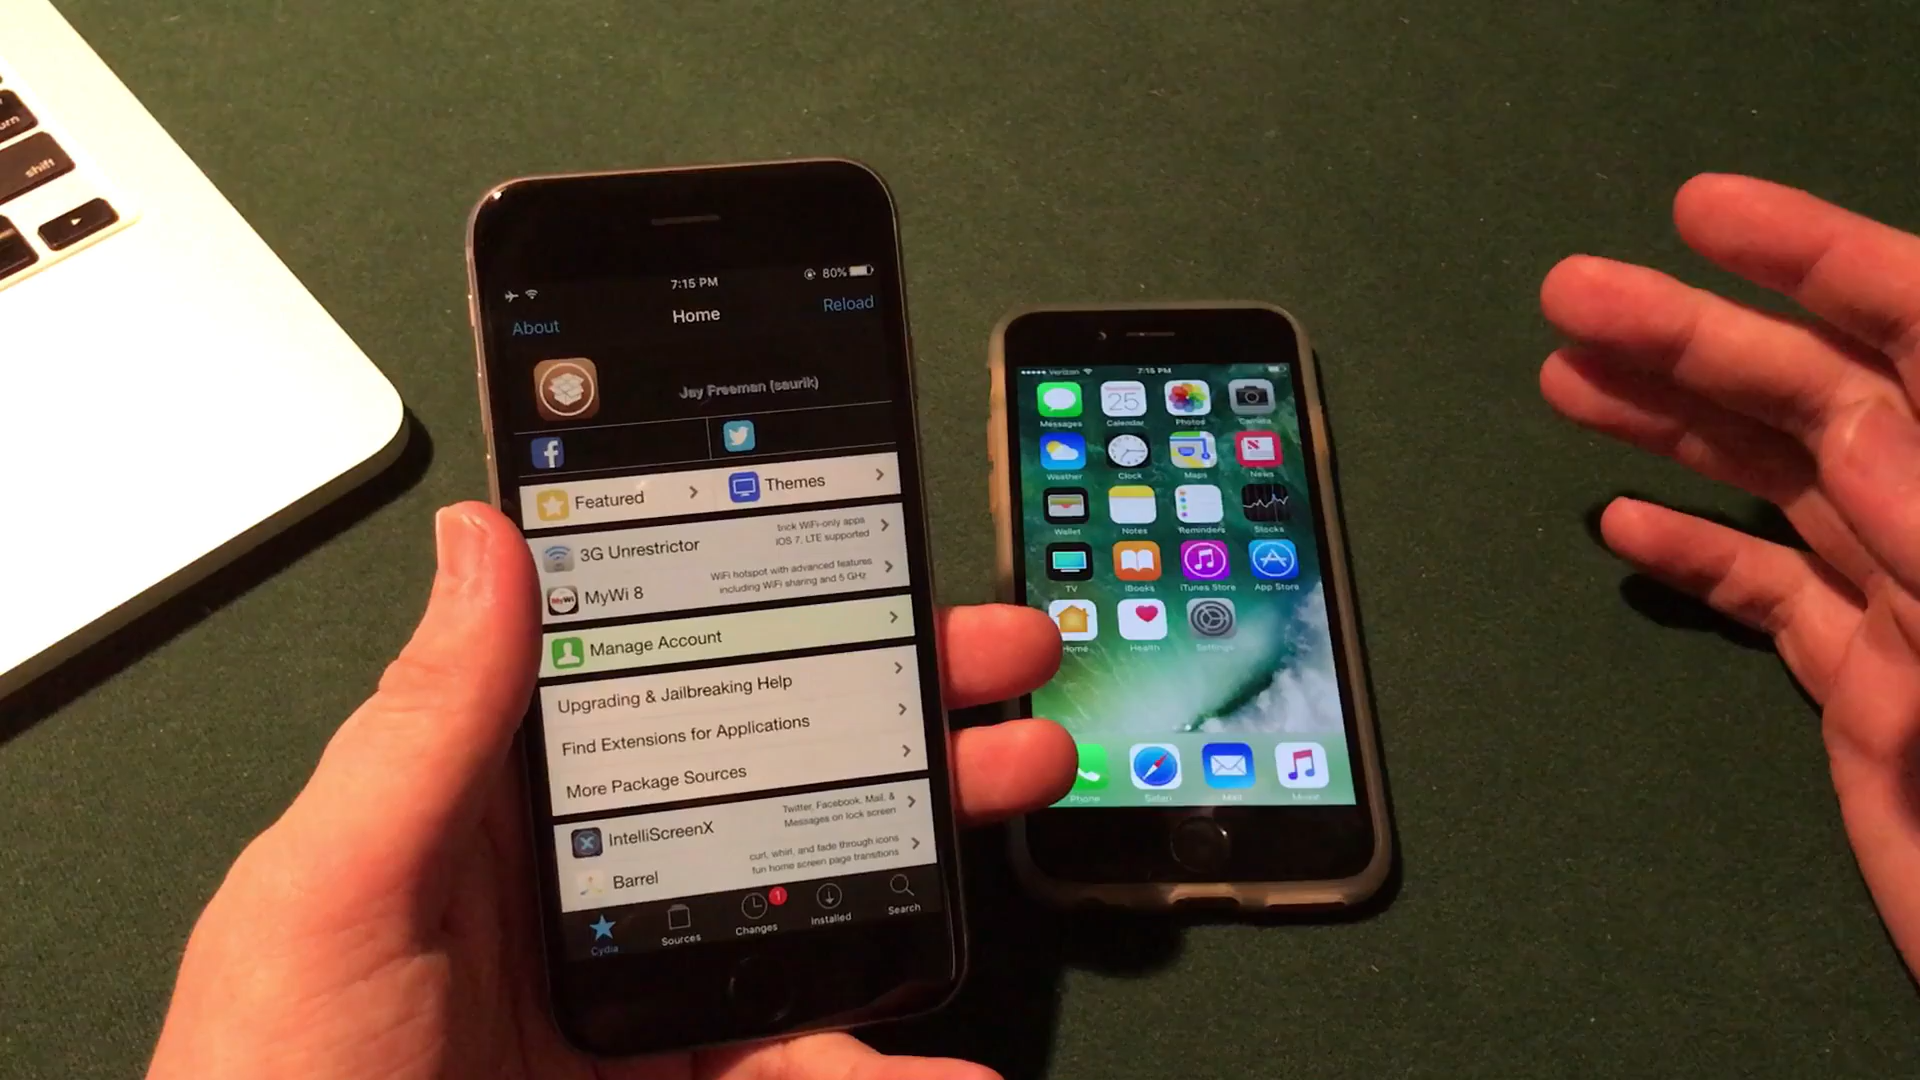 shift
7:15 PM
80%
About
Home
Reload
Jay Freeman (saurik)
Featured
Themes
3G Unrestrictor
trick WiFi-only apps
iOS 7, LTE supported
MyWi 8
WiFi hotspot with advanced features
including WiFi sharing and 5 GHz
MyWi
Manage Account
Upgrading & Jailbreaking Help
Find Extensions for Applications
More Package Sources
IntelliScreenX
Twitter, Facebook, Mail, &
Messages on lock screen
Barrel
curl, whirl, and fade through icons
fun home screen page transitions
Cydia
Sources
Changes
1
Installed
Search
Verizon
7:15 PM
25
Messages
Calendar
Photos
Camera
Weather
Clock
Maps
News
Wallet
Notes
Reminders
Stocks
TV
iBooks
iTunes Store
App Store
Home
Health
Settings
Phone
Safari
Mail
Music